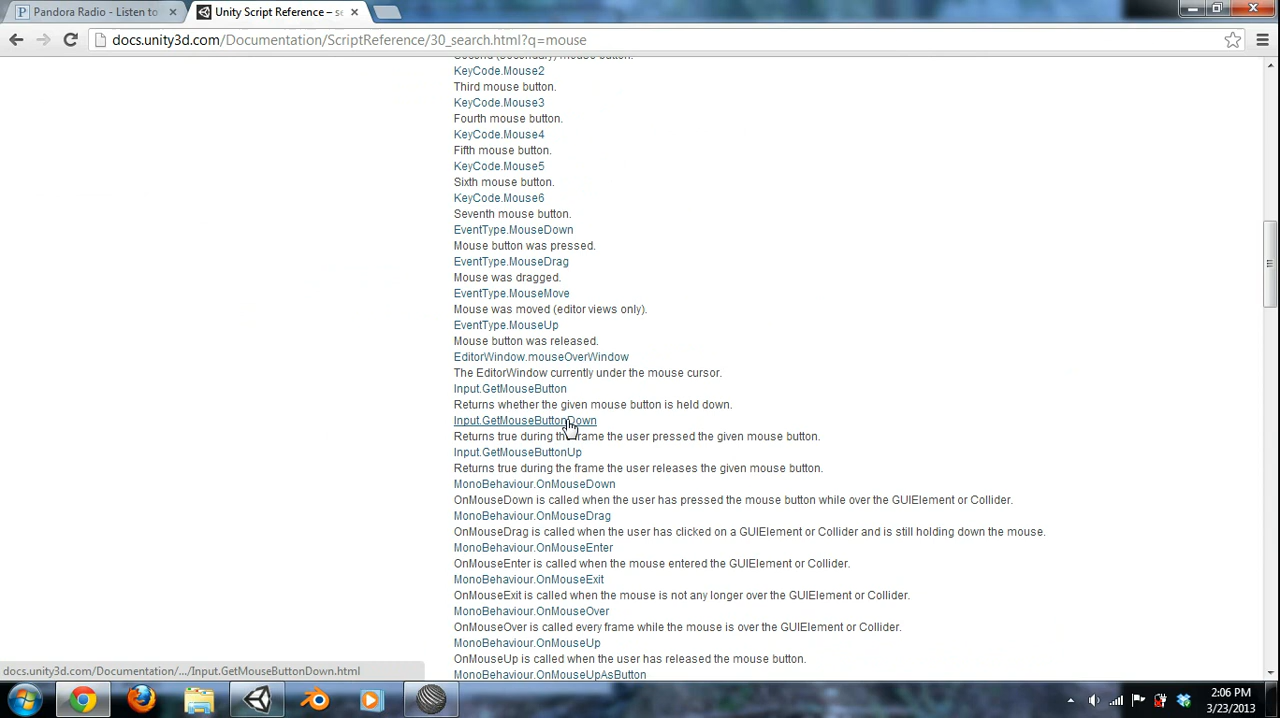 Pandora Radio - Listen to
Unity Script Reference – se
docs.unity3d.com/Documentation/ScriptReference/30_search.html?q=mouse
Second (secondary) mouse button.
KeyCode.Mouse2
Third mouse button.
KeyCode.Mouse3
Fourth mouse button.
KeyCode.Mouse4
Fifth mouse button.
KeyCode.Mouse5
Sixth mouse button.
KeyCode.Mouse6
Seventh mouse button.
EventType.MouseDown
Mouse button was pressed.
EventType.MouseDrag
Mouse was dragged.
EventType.MouseMove
Mouse was moved (editor views only).
EventType.MouseUp
Mouse button was released.
EditorWindow.mouseOverWindow
The EditorWindow currently under the mouse cursor.
Input.GetMouseButton
Returns whether the given mouse button is held down.
Input.GetMouseButtonDown
Returns true during the frame the user pressed the given mouse button.
Input.GetMouseButtonUp
Returns true during the frame the user releases the given mouse button.
MonoBehaviour.OnMouseDown
OnMouseDown is called when the user has pressed the mouse button while over the GUIElement or Collider.
MonoBehaviour.OnMouseDrag
OnMouseDrag is called when the user has clicked on a GUIElement or Collider and is still holding down the mouse.
MonoBehaviour.OnMouseEnter
OnMouseEnter is called when the mouse entered the GUIElement or Collider.
MonoBehaviour.OnMouseExit
OnMouseExit is called when the mouse is not any longer over the GUIElement or Collider.
MonoBehaviour.OnMouseOver
OnMouseOver is called every frame while the mouse is over the GUIElement or Collider.
MonoBehaviour.OnMouseUp
OnMouseUp is called when the user has released the mouse button.
MonoBehaviour.OnMouseUpAsButton
docs.unity3d.com/Documentation/.../Input.GetMouseButtonDown.html
2:06 PM
3/23/2013